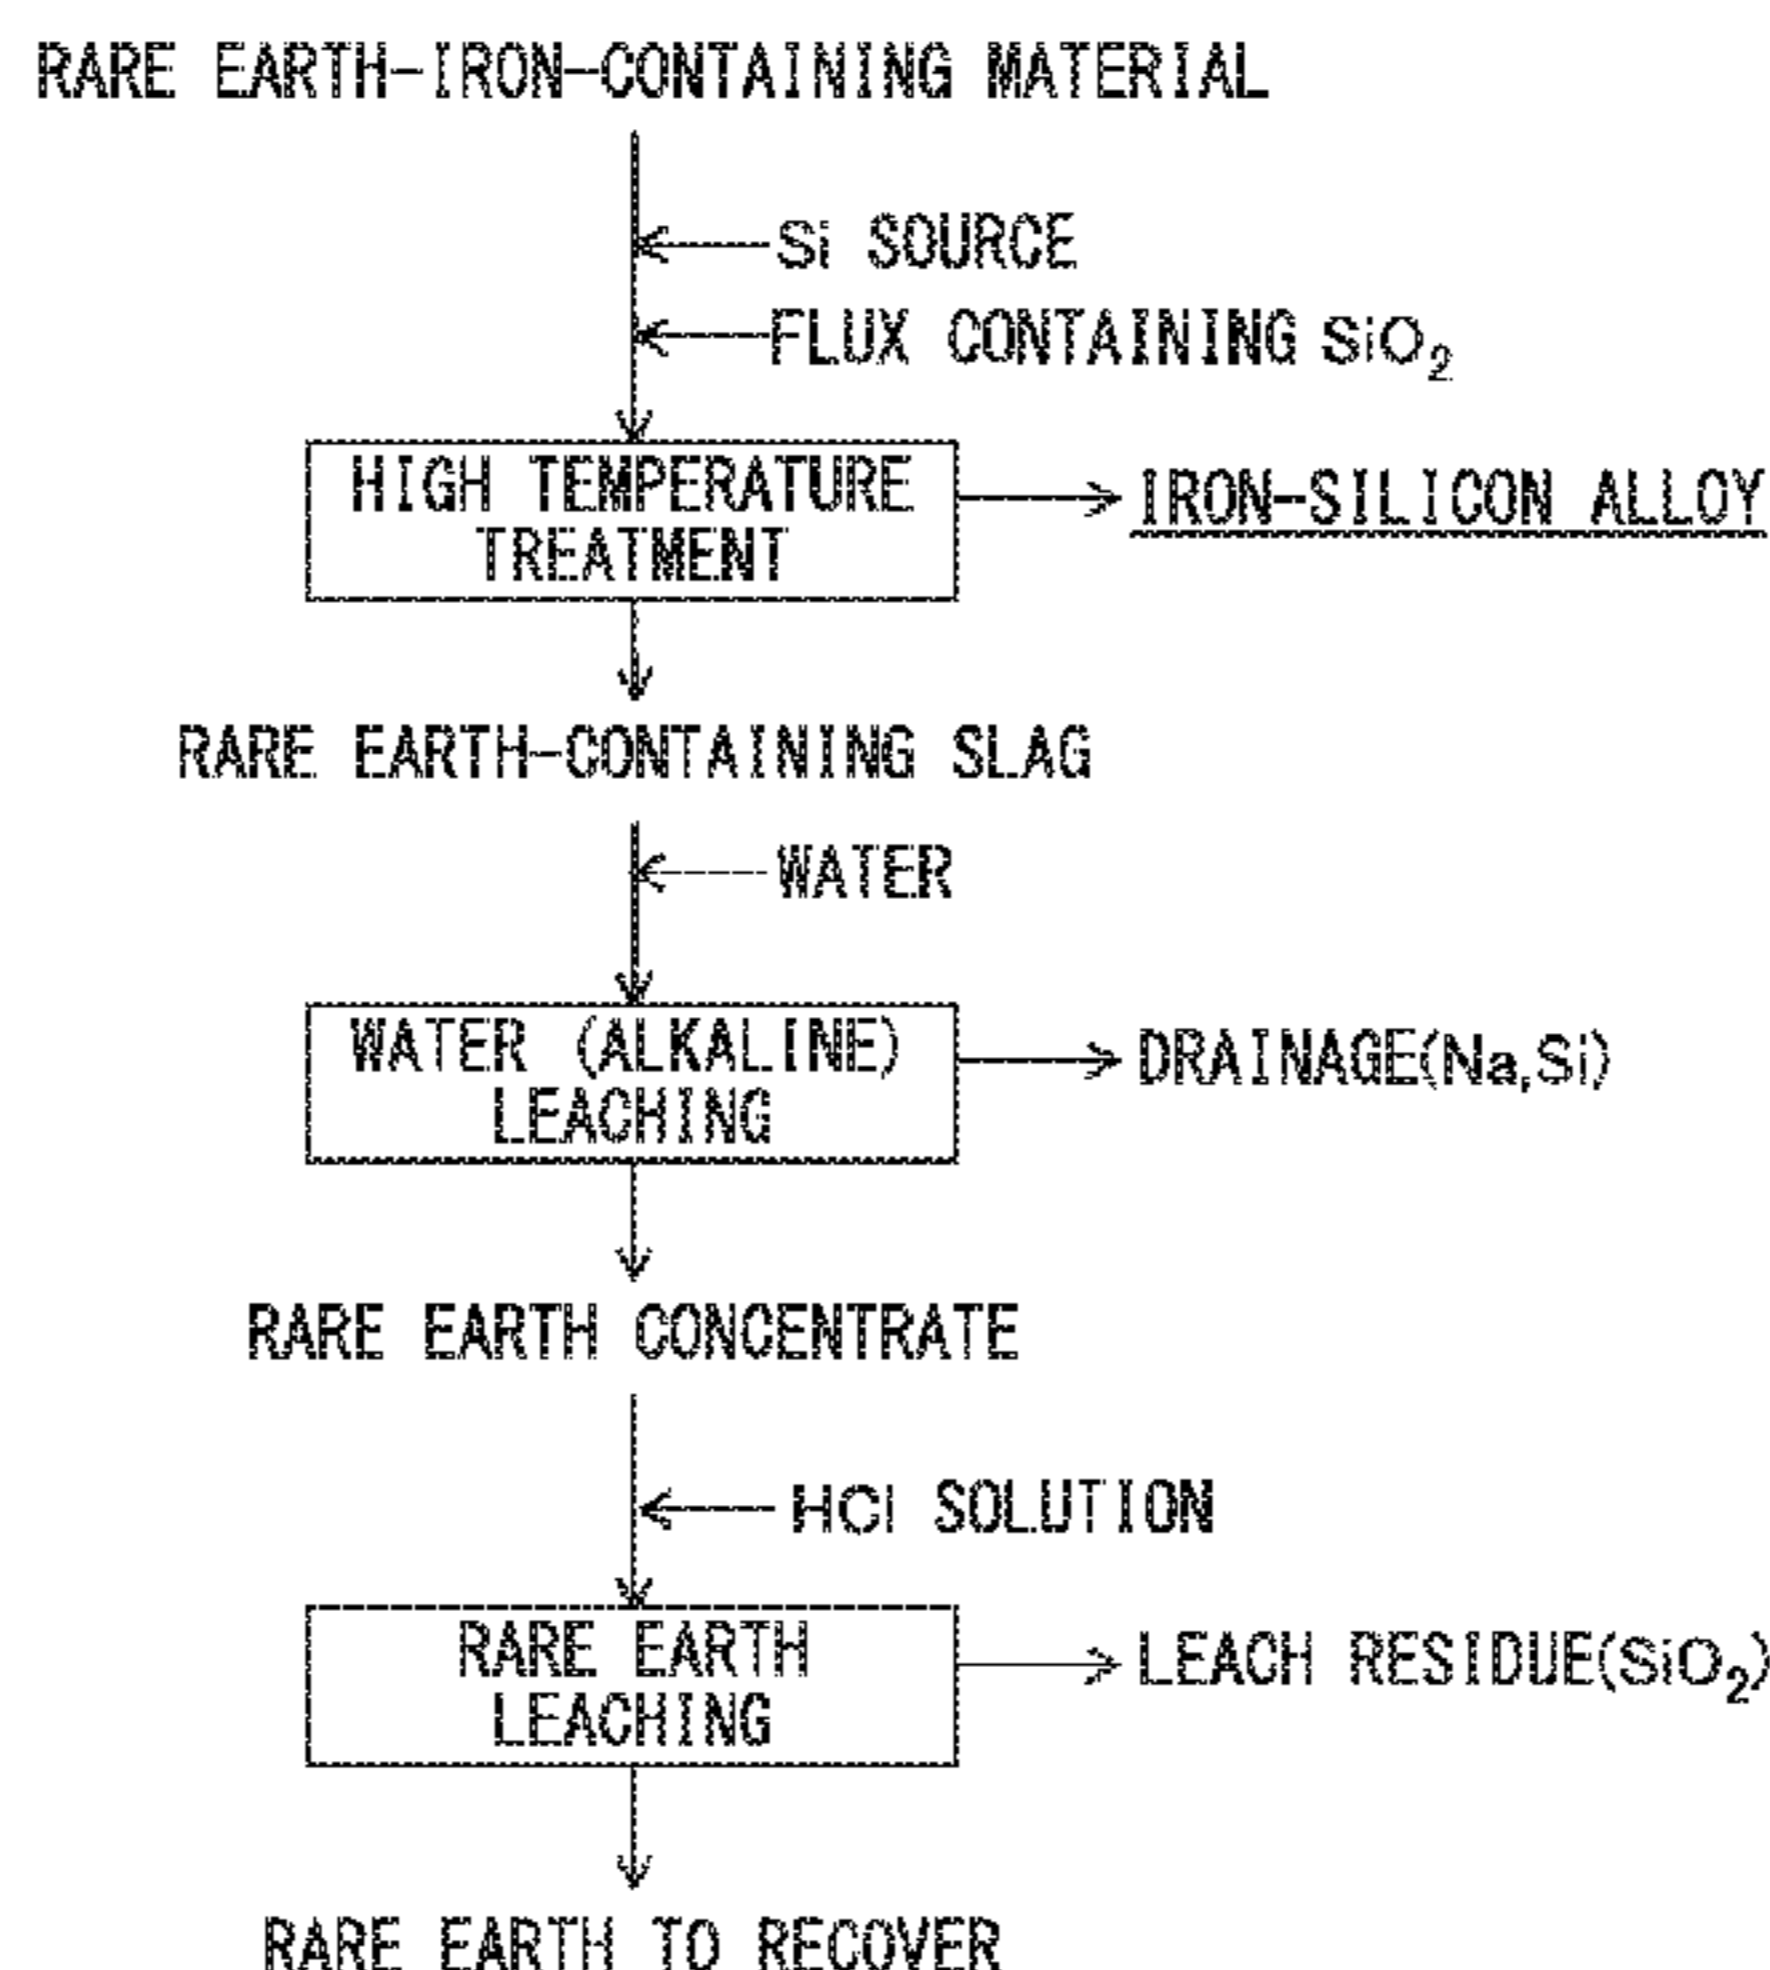 RARE EARTH-IRON-CONTAINING MATERIAL
Si SOURCE
FLUX CONTAINING SiO₂
HIGH TEMPERATURE
TREATMENT
IRON-SILICON ALLOY
RARE EARTH-CONTAINING SLAG
WATER
WATER (ALKALINE)
LEACHING
DRAINAGE(Na,Si)
RARE EARTH CONCENTRATE
HCl SOLUTION
RARE EARTH
LEACHING
LEACH RESIDUE(SiO₂)
RARE EARTH TO RECOVER